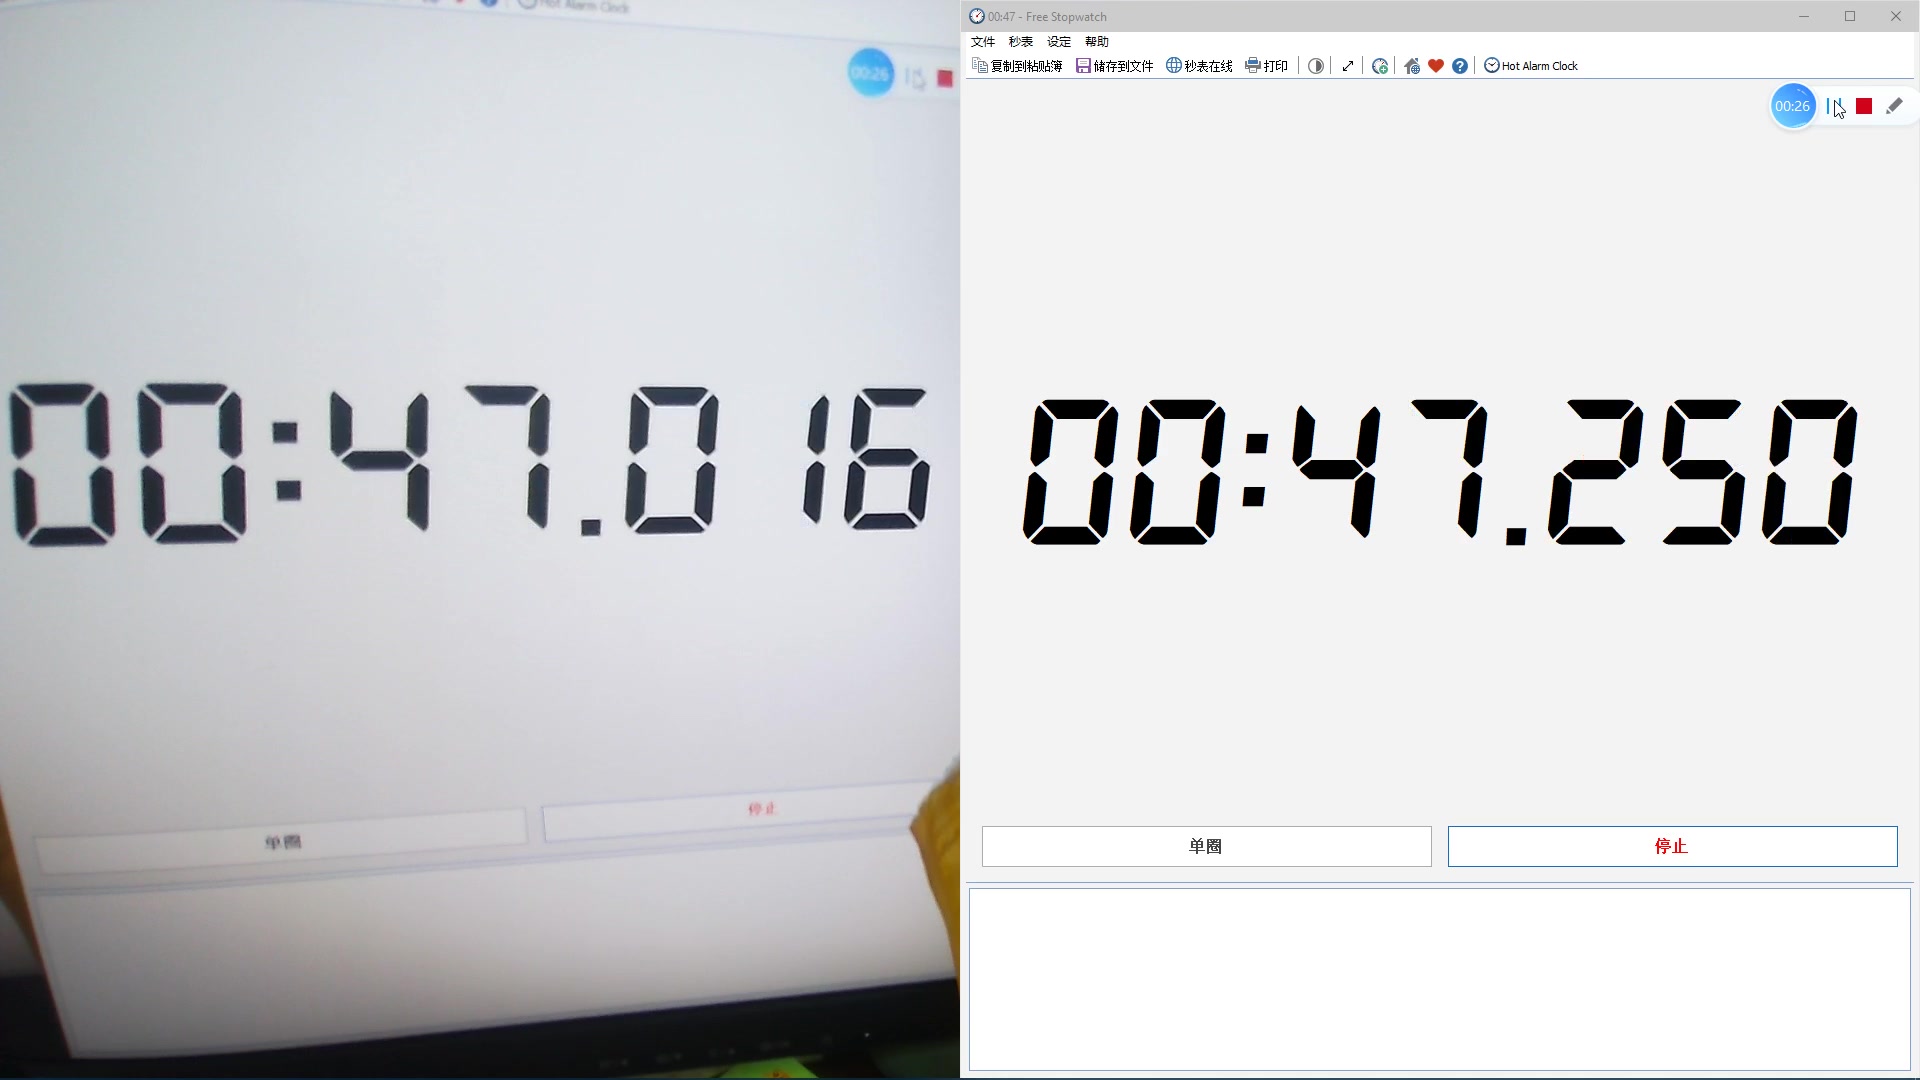 Hot Alarm Clock
00:26
00:47.016
单圈
停止
00:47 - Free Stopwatch
文件 秒表 设定 帮助
复制到粘贴簿 储存到文件 秒表在线 打印 Hot Alarm Clock
00:26
00:47.250
单圈
停止